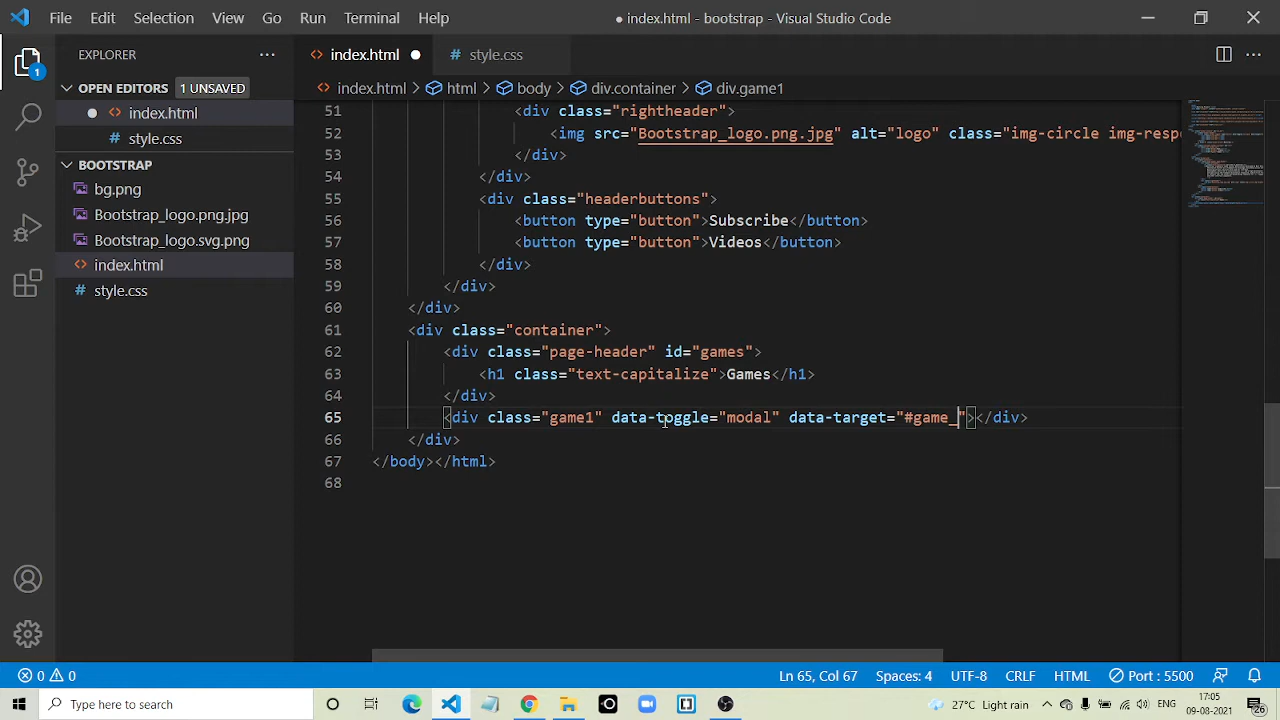 File Edit Selection View Go Run Terminal Help
● index.html - bootstrap - Visual Studio Code
EXPLORER
OPEN EDITORS 1 UNSAVED
index.html
style.css
BOOTSTRAP
bg.png
Bootstrap_logo.png.jpg
Bootstrap_logo.svg.png
index.html
style.css
1
index.html style.css
index.html > html > body > div.container > div.game1
51 <div class="rightheader">
52 <img src="Bootstrap_logo.png.jpg" alt="logo" class="img-circle img-resp
53 </div>
54 </div>
55 <div class="headerbuttons">
56 <button type="button">Subscribe</button>
57 <button type="button">Videos</button>
58 </div>
59 </div>
60 </div>
61 <div class="container">
62 <div class="page-header" id="games">
63 <h1 class="text-capitalize">Games</h1>
64 </div>
65 <div class="game1" data-toggle="modal" data-target="#game_"></div>
66 </div>
67 </body></html>
68
0 0 Ln 65, Col 67 Spaces: 4 UTF-8 CRLF HTML Port : 5500
Type here to search
27°C Light rain ENG
17:05
09-08-2021
26